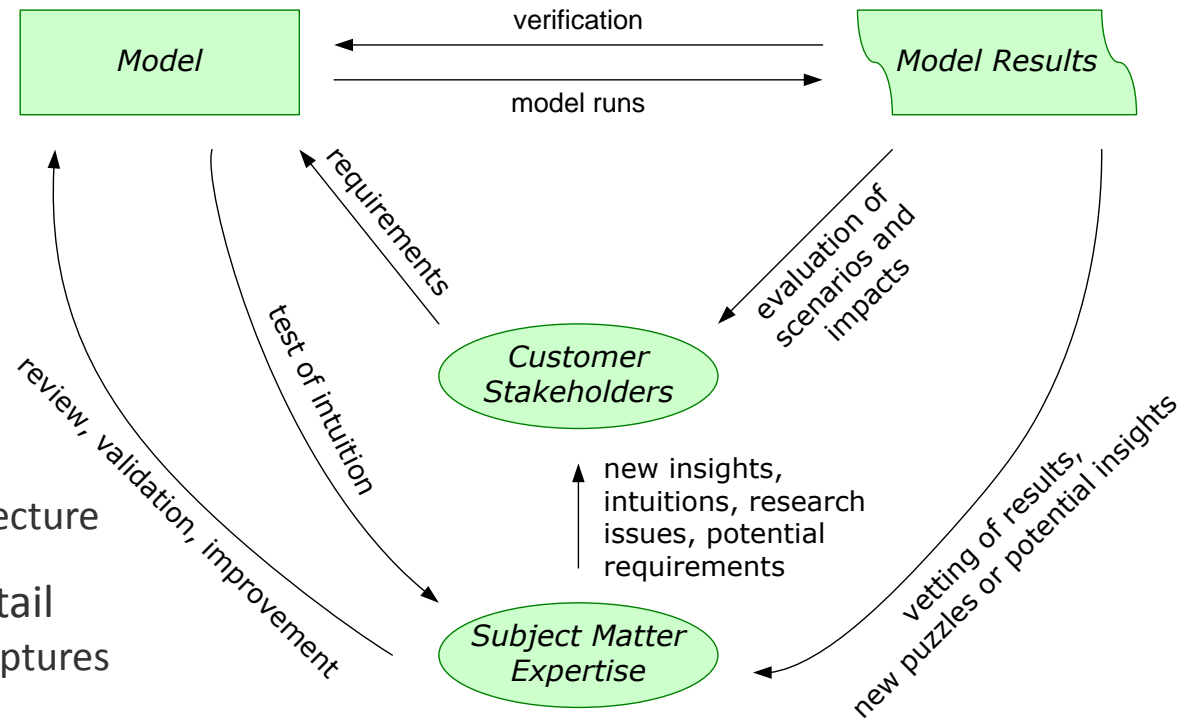 verification
Model
Model Results
model runs
requirements
evaluation of
scenarios and
impacts
test of intuition
Customer
Stakeholders
review, validation, improvement
new insights,
intuitions, research
issues, potential
requirements
vetting of results,
new puzzles or potential insights
Subject Matter
Expertise
ecture
tail
ptures